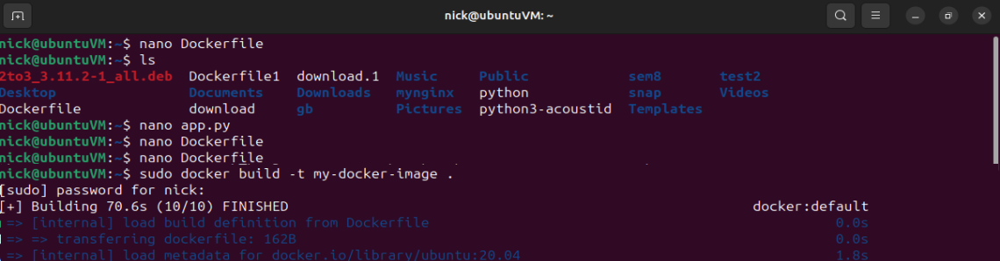 nick@ubuntuVM: ~
nick@ubuntuVM:~$ nano Dockerfile
nick@ubuntuVM:~$ ls
2to3_3.11.2-1_all.deb Dockerfile1 download.1 Music Public sem8 test2
Desktop Documents Downloads mynginx python snap Videos
Dockerfile download gb Pictures python3-acoustid Templates
nick@ubuntuVM:~$ nano app.py
nick@ubuntuVM:~$ nano Dockerfile
nick@ubuntuVM:~$ nano Dockerfile
nick@ubuntuVM:~$ sudo docker build -t my-docker-image .
[sudo] password for nick:
[+] Building 70.6s (10/10) FINISHED docker:default
=> [internal] load build definition from Dockerfile 0.0s
=> => transferring dockerfile: 162B 0.0s
=> [internal] load metadata for docker.io/library/ubuntu:20.04 1.8s